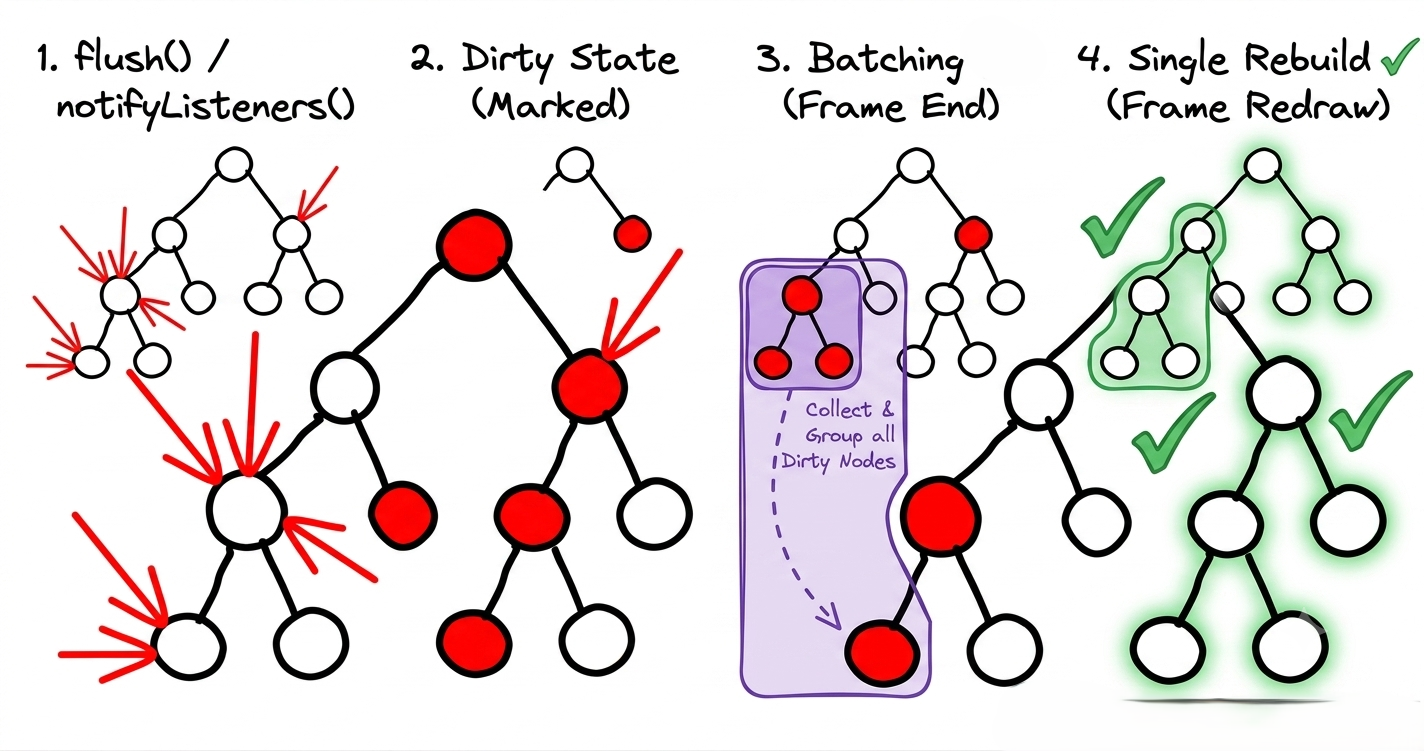 1. flush() /
notifyListeners()
2. Dirty State
(Marked)
3. Batching
(Frame End)
4. Single Rebuild ✓
(Frame Redraw)
Collect &
Group all
Dirty Nodes